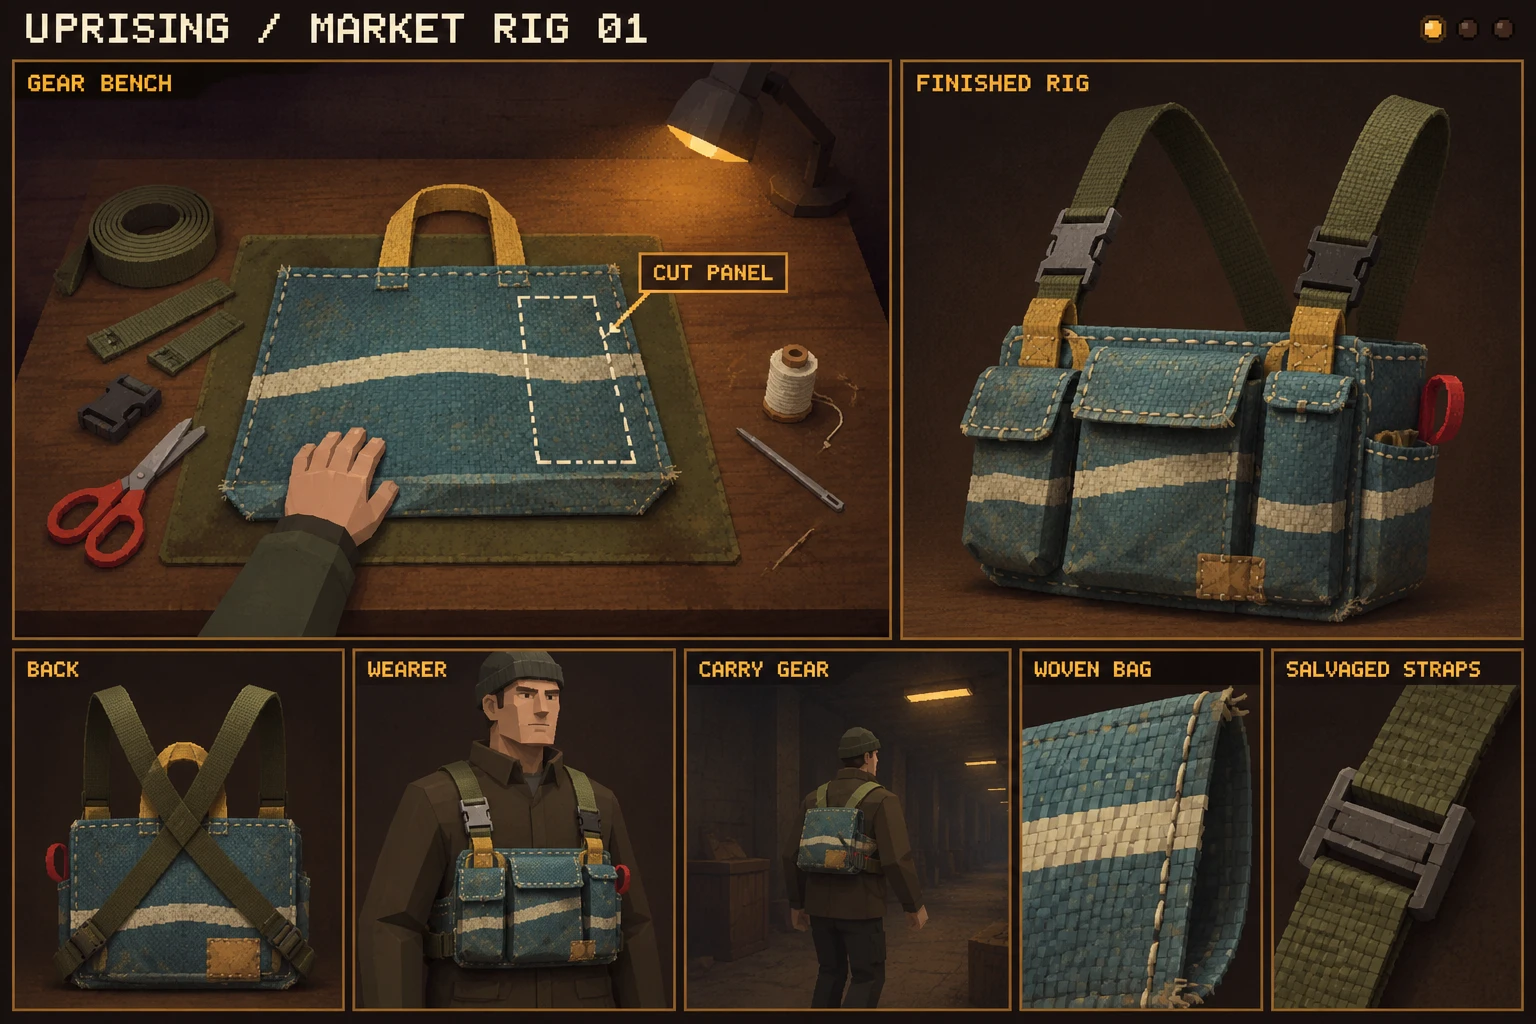 UPRISING / MARKET RIG 01
GEAR BENCH
FINISHED RIG
CUT PANEL
BACK
WEARER
CARRY GEAR
WOVEN BAG
SALVAGED STRAPS